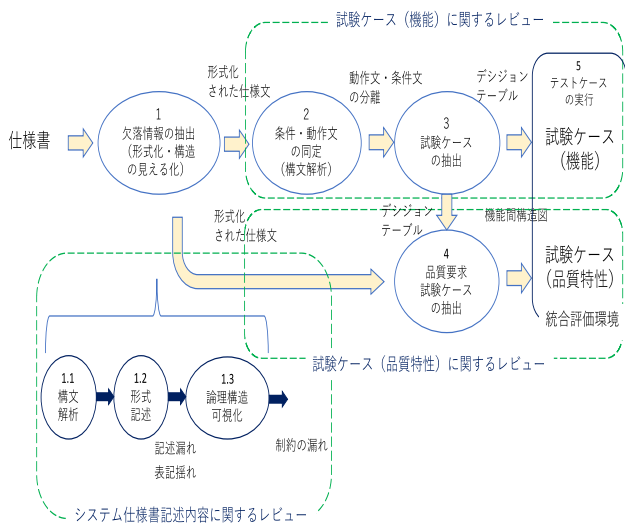 試験ケース（機能）に関するレビュー
形式化
された仕様文
動作文・条件文
の分離
デシジョン
テーブル
5
テストケース
の実行
仕様書
1
欠落情報の抽出
（形式化・構造
の見える化）
2
条件・動作文
の同定
（構文解析）
3
試験ケース
の抽出
試験ケース
（機能）
形式化
された仕様文
デシジョン
テーブル
機能間構造図
4
品質要求
試験ケース
の抽出
試験ケース
（品質特性）
統合評価環境
試験ケース（品質特性）に関するレビュー
1.1
構文
解析
1.2
形式
記述
1.3
論理構造
可視化
記述漏れ
表記揺れ
制約の漏れ
システム仕様書記述内容に関するレビュー